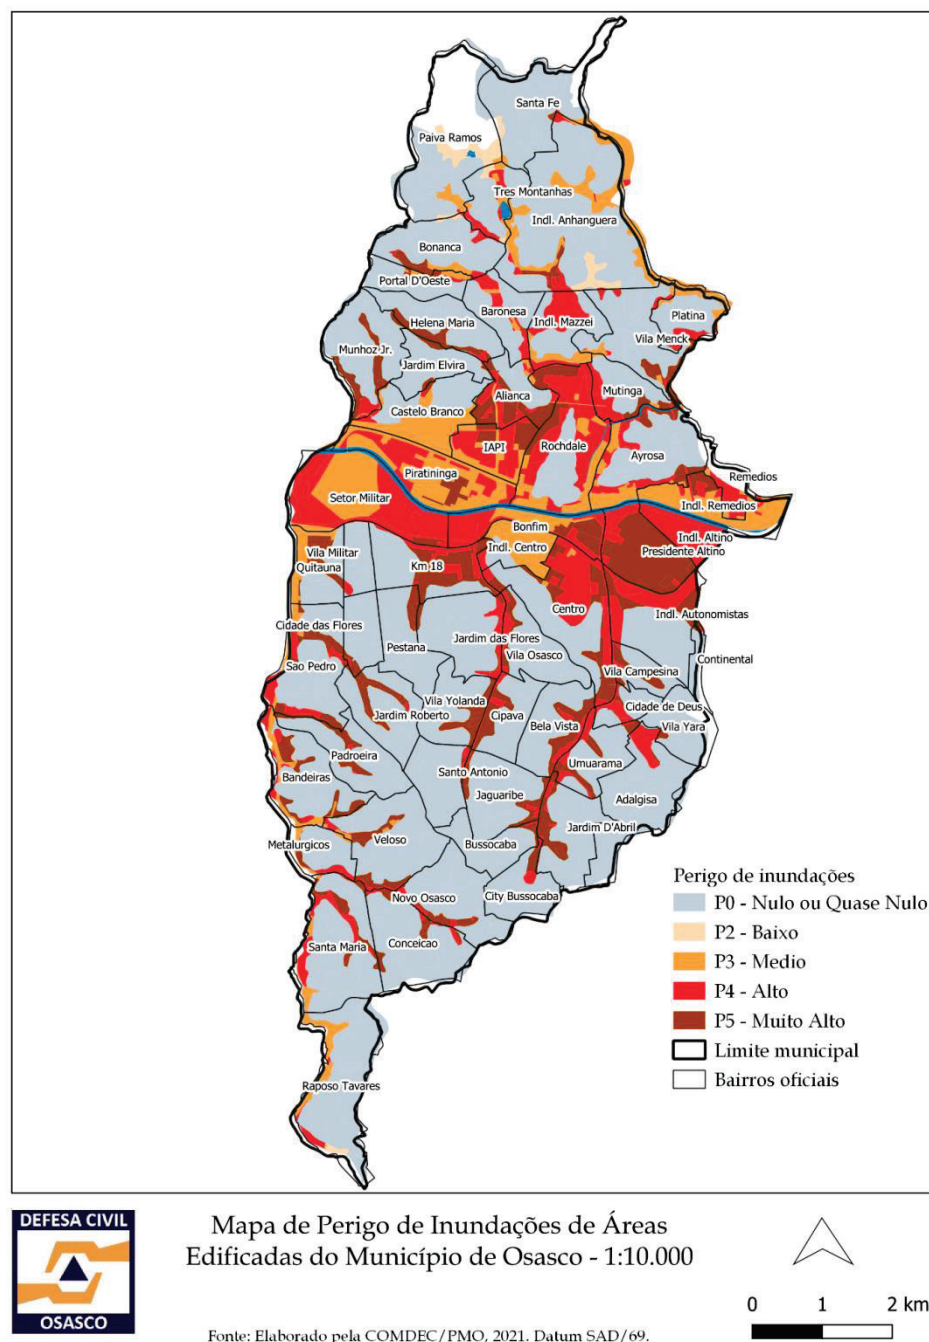 Santa Fe
Paiva Ramos
Tres Montanhas
Indl. Anhanguera
Bonanca
Portal D'Oeste
Baronesa
Platina
Helena Maria
Indl. Mazzei
Vila Menck
Munhoz Jr.
Jardim Elvira
Mutinga
Alianca
Castelo Branco
IAPI
Rochdale
Ayrosa
Piratininga
Remedios
Setor Militar
Indl. Remedios
Bonfim
Indl. Altino
Indl. Centro
Presidente Altino
Vila Militar
Quitauna
Km 18
Centro
Indl. Autonomistas
Cidade das Flores
Jardim das Flores
Pestana
Vila Osasco
Continental
Sao Pedro
Vila Campesina
Vila Yolanda
Cidade de Deus
Jardim Roberto
Cipava
Bela Vista
Vila Yara
Padroeira
Umuarama
Bandeiras
Santo Antonio
Jaguaribe
Adalgisa
Jardim D'Abril
Metalurgicos
Veloso
Bussocaba
Novo Osasco
City Bussocaba
Santa Maria
Conceicao
Raposo Tavares
Perigo de inundações
P0 - Nulo ou Quase Nulo
P2 - Baixo
P3 - Medio
P4 - Alto
P5 - Muito Alto
Limite municipal
Bairros oficiais
DEFESA CIVIL
OSASCO
Mapa de Perigo de Inundações de Áreas
Edificadas do Município de Osasco - 1:10.000
0 1 2 km
Fonte: Elaborado pela COMDEC/PMO, 2021. Datum SAD/69.